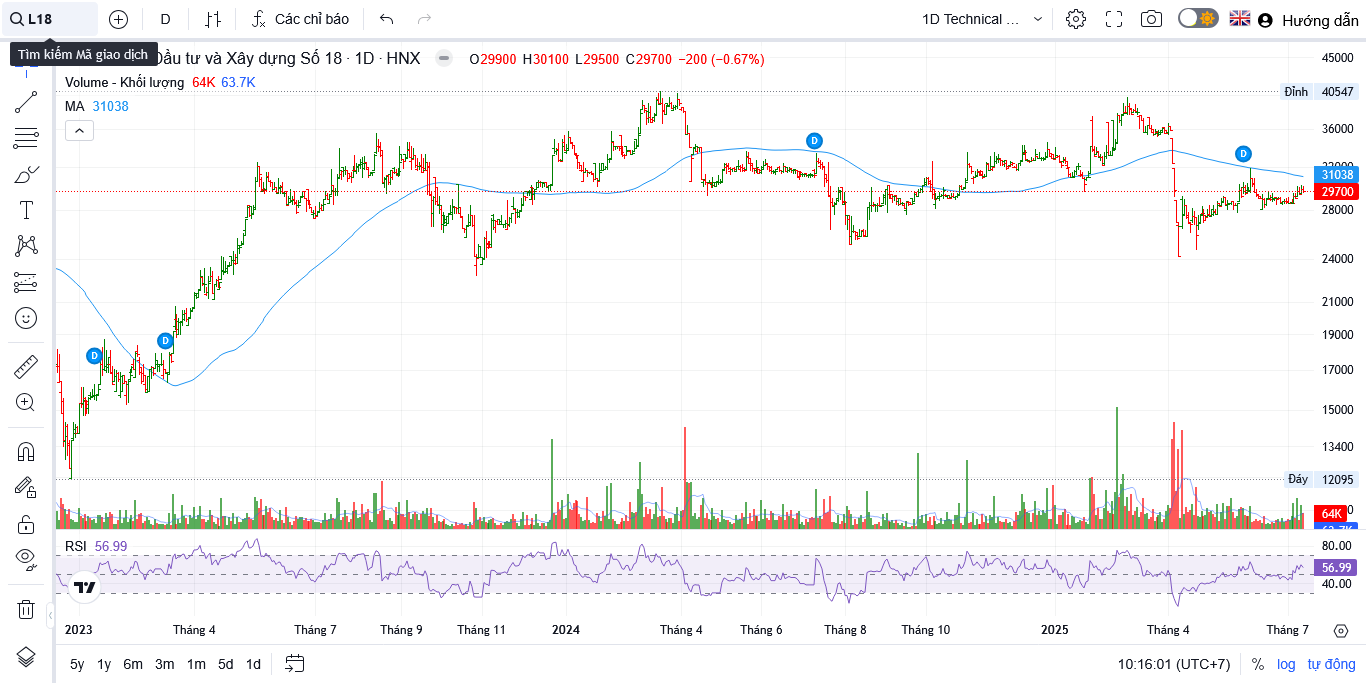 L18 D Các chỉ báo 1D Technical ... Hướng dẫn
Tìm kiếm Mã giao dịch
Đầu tư và Xây dựng Số 18 · 1D · HNX O29900 H30100 L29500 C29700 −200 (−0.67%)
Volume - Khối lượng 64K 63.7K
MA 31038
45000
Đỉnh 40547
36000
32000
31038
29700
28000
24000
21000
19000
17000
15000
13400
Đáy 12095
64K
63.7K
D
D
D
D
RSI 56.99
80.00
56.99
40.00
2023 Tháng 4 Tháng 7 Tháng 9 Tháng 11 2024 Tháng 4 Tháng 6 Tháng 8 Tháng 10 2025 Tháng 4 Tháng 7
5y 1y 6m 3m 1m 5d 1d 10:16:01 (UTC+7) % log tự động